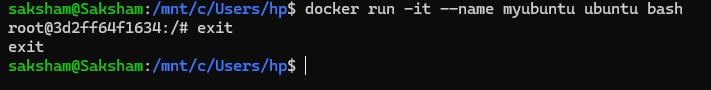 saksham@Saksham:/mnt/c/Users/hp$ docker run -it --name myubuntu ubuntu bash
root@3d2ff64f1634:/# exit
exit
saksham@Saksham:/mnt/c/Users/hp$